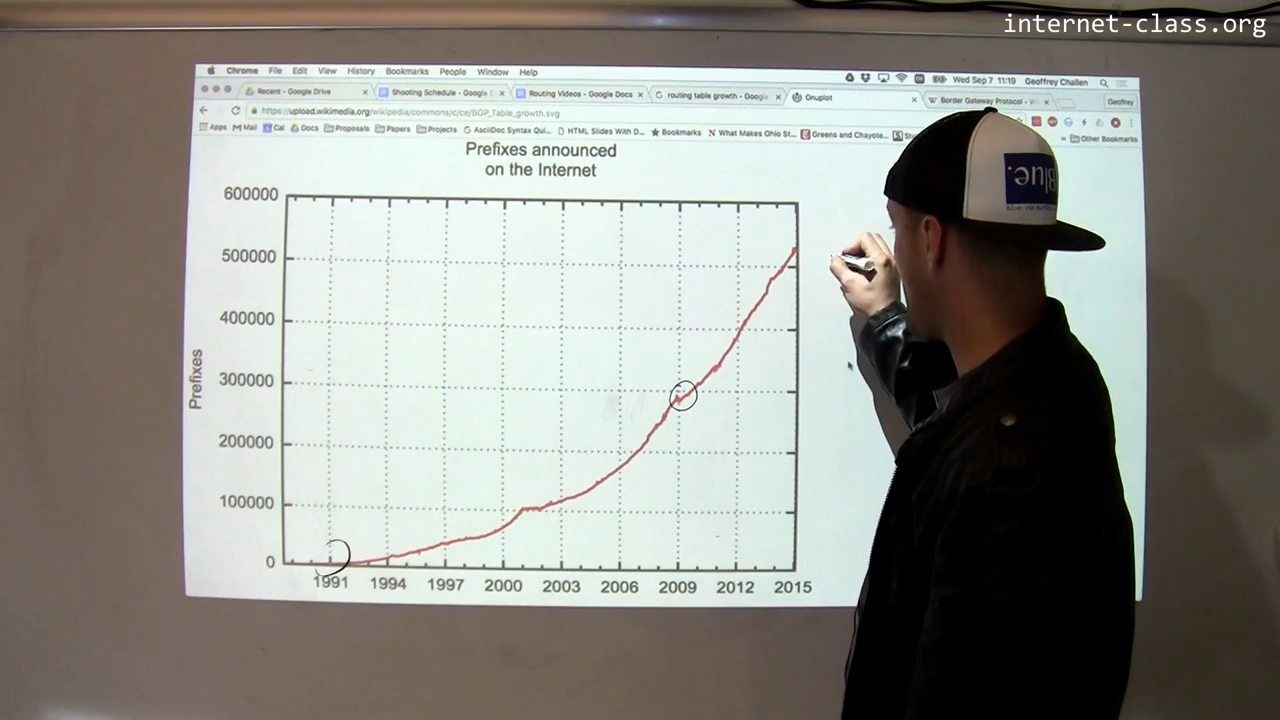 internet-class.org
Chrome File Edit View History Bookmarks People Window Help
Wed Sep 7 11:19 Geoffrey Challen
Recent - Google Drive
Shooting Schedule - Google
Routing Videos - Google Docs
routing table growth - Google
Gnuplot
Border Gateway Protocol -
Geoffrey
https://upload.wikimedia.org/wikipedia/commons/c/ce/BGP_Table_growth.svg
Apps Mail Cal Docs Proposals Papers Projects AsciiDoc Syntax Qui... HTML Slides With D... Bookmarks What Makes Ohio St... Greens and Chayote...
» Other Bookmarks
Prefixes announced
on the Internet
600000
500000
400000
300000
200000
100000
0
Prefixes
1991 1994 1997 2000 2003 2006 2009 2012 2015
Blue.